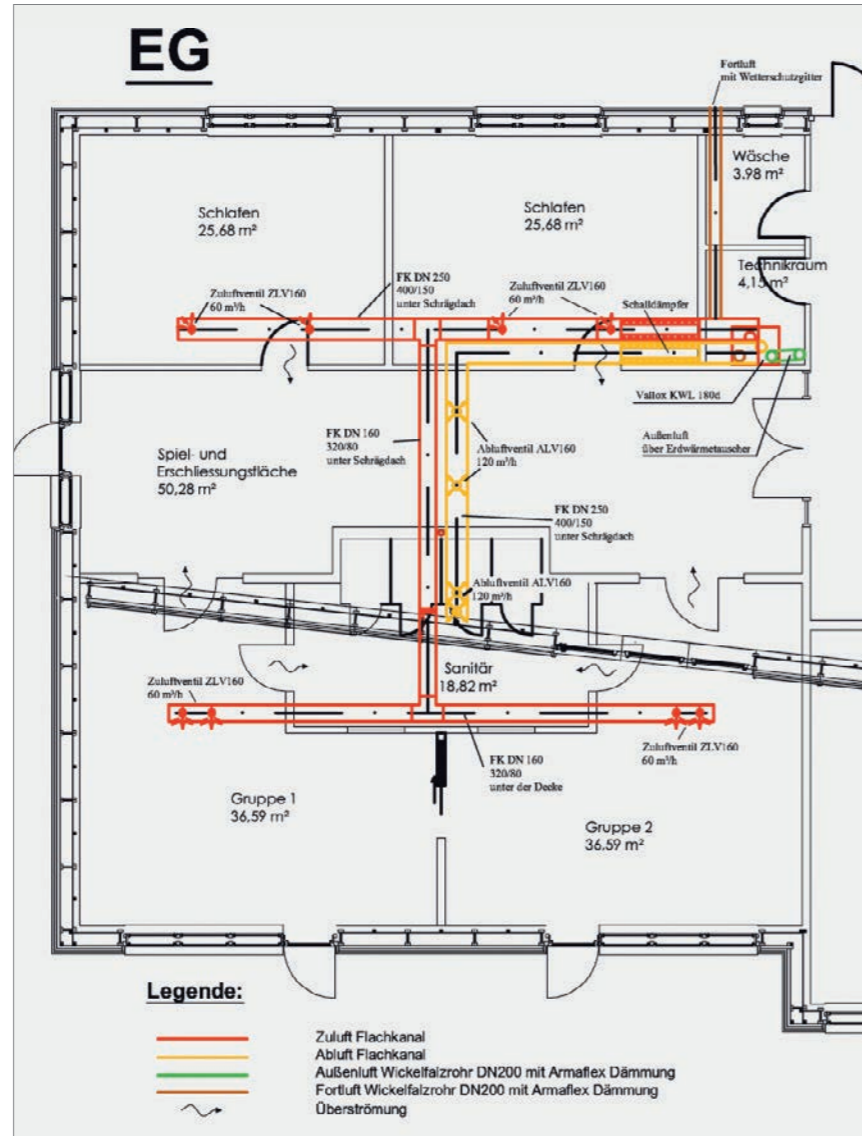 EG
Fortluft
mit Wetterschutzgitter
Wäsche
3.98 m²
Schlafen
25,68 m²
Schlafen
25,68 m²
FK DN 250
400/150
unter Schrägdach
Technikraum
4,15 m²
Zuluftventil ZLV160
60 m³/h
Zuluftventil ZLV160
60 m³/h
Schalldämpfer
Vallox KWL 180d
FK DN 160
320/80
unter Schrägdach
Außenluft
über Erdwärmetauscher
Spiel- und
Erschliessungsfläche
50,28 m²
Abluftventil ALV160
120 m³/h
FK DN 250
400/150
unter Schrägdach
Abluftventil ALV160
120 m³/h
Sanitär
18,82 m²
Zuluftventil ZLV160
60 m³/h
Zuluftventil ZLV160
60 m³/h
FK DN 160
320/80
unter der Decke
Gruppe 1
36,59 m²
Gruppe 2
36,59 m²
Legende:
Zuluft Flachkanal
Abluft Flachkanal
Außenluft Wickelfalzrohr DN200 mit Armaflex Dämmung
Fortluft Wickelfalzrohr DN200 mit Armaflex Dämmung
Überströmung